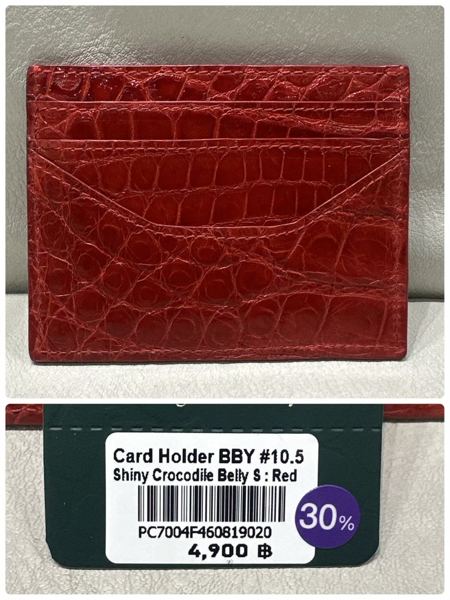 Card Holder BBY #10.5
Shiny Crocodile Belly S : Red
PC7004F460819020
4,900 ฿
30%